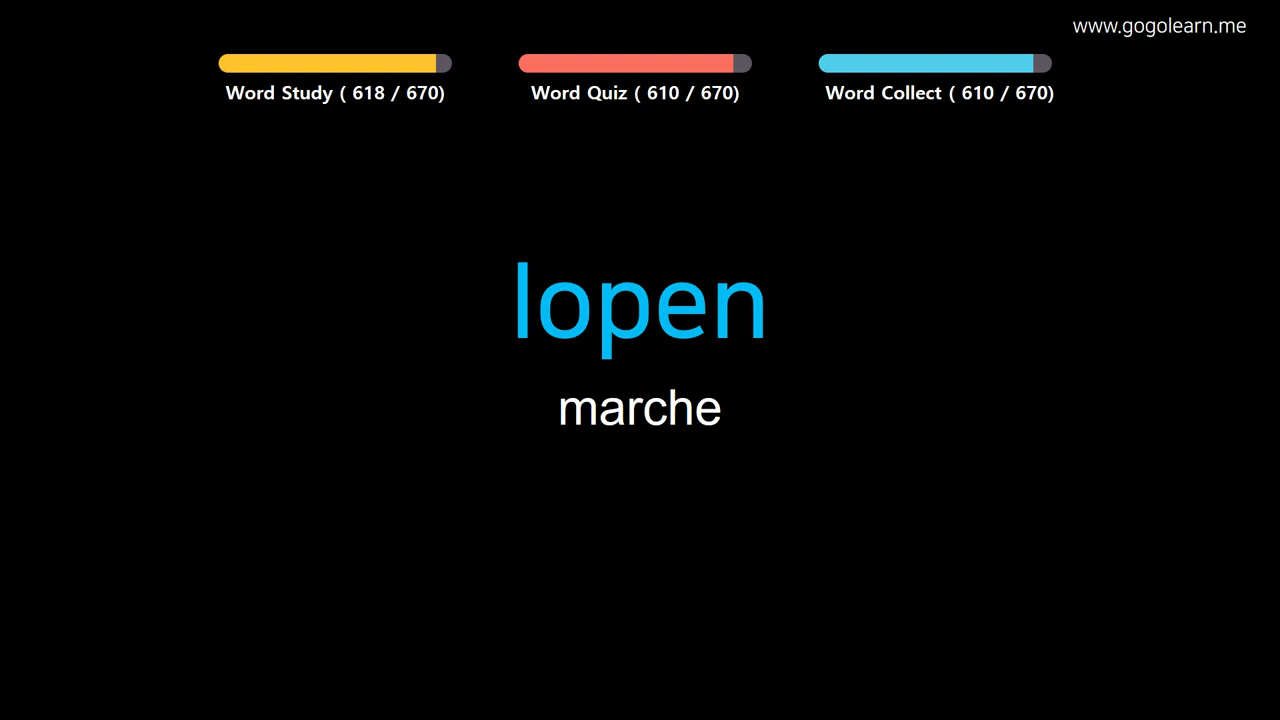 www.gogolearn.me
Word Study ( 618 / 670)
Word Quiz ( 610 / 670)
Word Collect ( 610 / 670)
lopen
marche